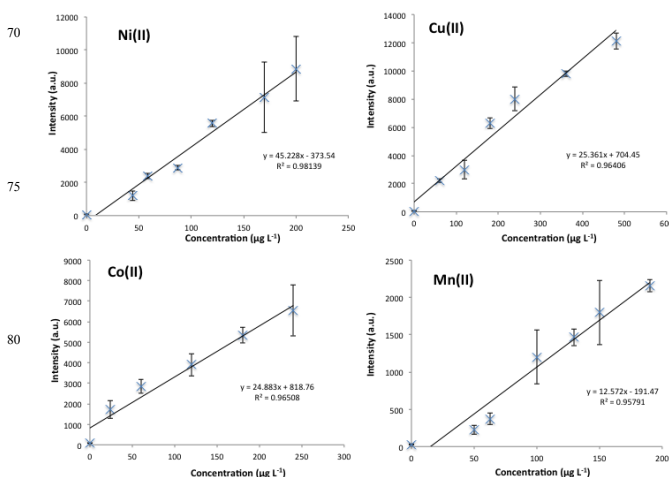 70
75
80
Ni(II)
12000
10000
8000
6000
4000
2000
0
Intensity (a.u.)
y = 45.228x - 373.54
R² = 0.98139
0 50 100 150 200 250
Concentration (µg L⁻¹)
Cu(II)
14000
12000
10000
8000
6000
4000
2000
0
Intensity (a.u.)
y = 25.361x + 704.45
R² = 0.96406
0 100 200 300 400 500 60
Concentration (µg L⁻¹)
Co(II)
9000
8000
7000
6000
5000
4000
3000
2000
1000
0
Intensity (a.u.)
y = 24.883x + 818.76
R² = 0.96508
0 50 100 150 200 250 300
Concentration (µg L⁻¹)
Mn(II)
2500
2000
1500
1000
500
0
Intensity (a.u.)
y = 12.572x - 191.47
R² = 0.95791
0 50 100 150 200
Concentration (µg L⁻¹)